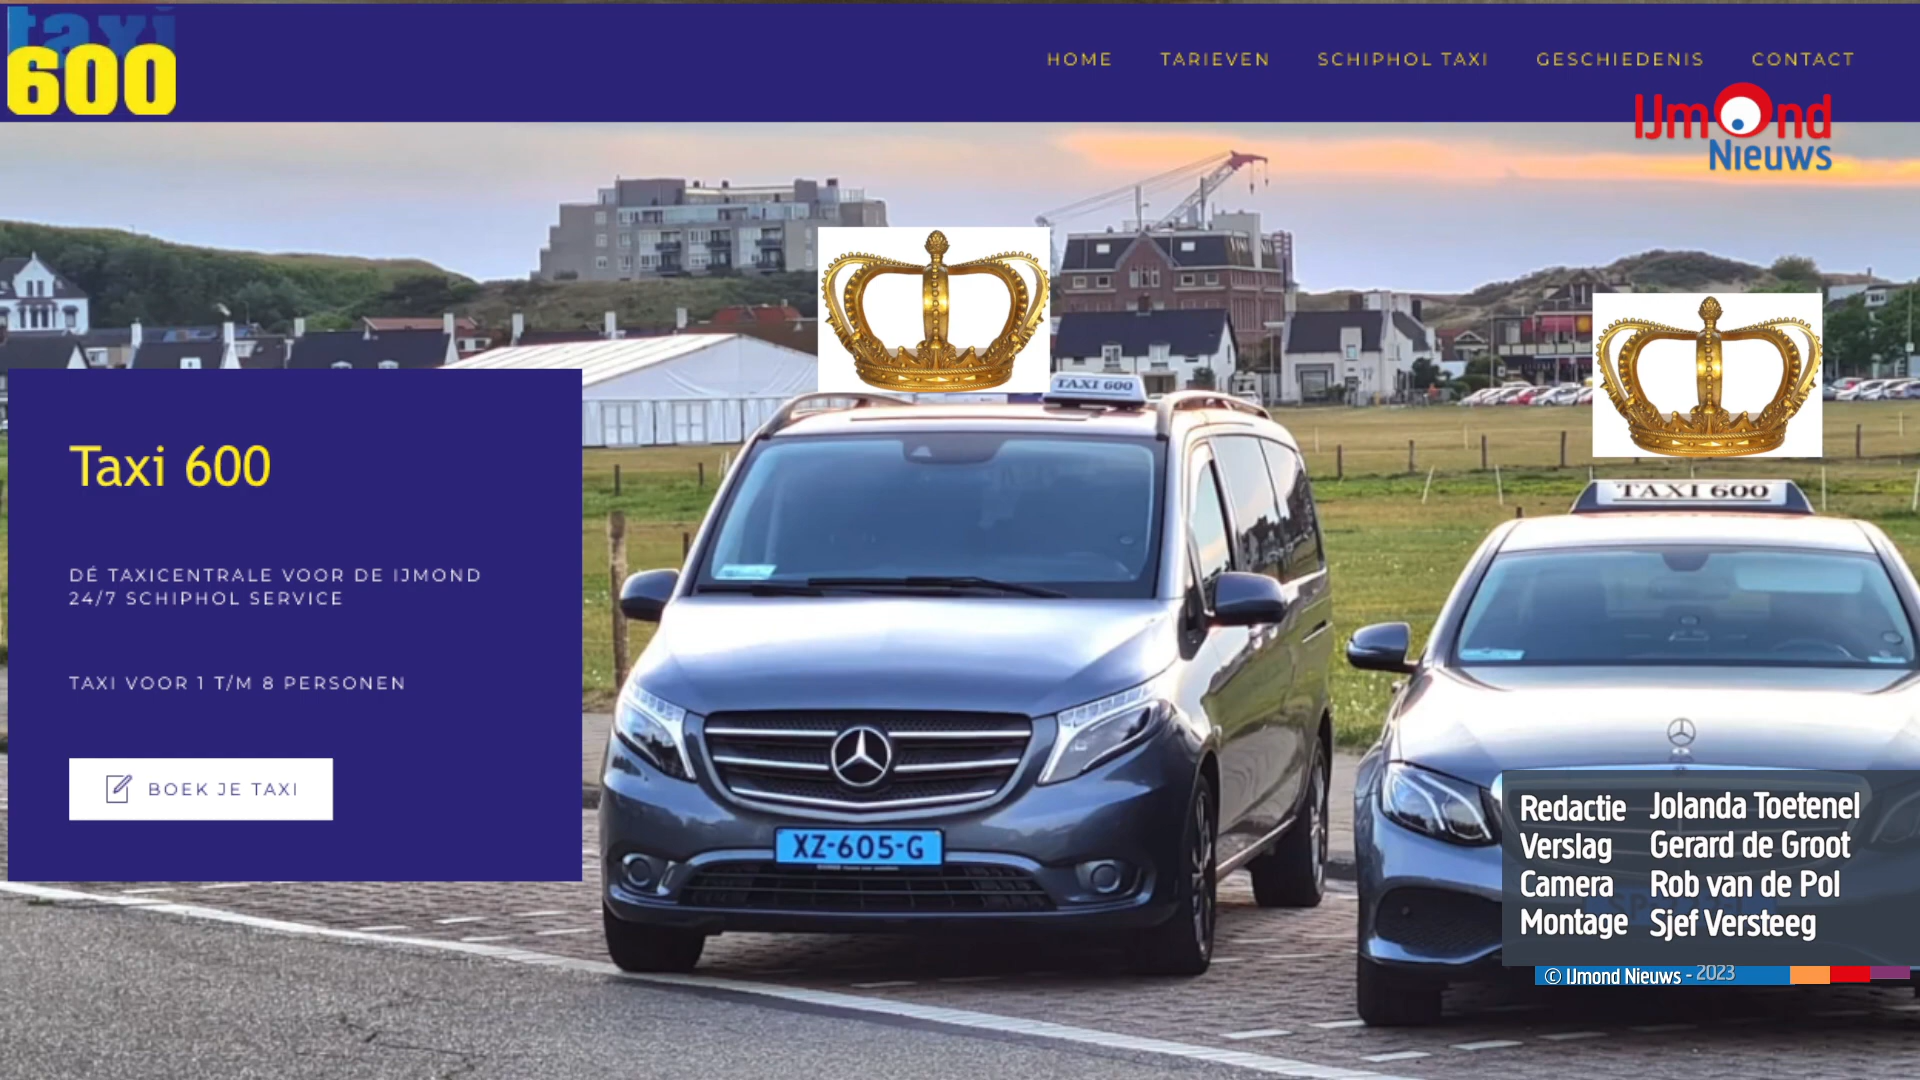 taxi
600
HOME TARIEVEN SCHIPHOL TAXI GESCHIEDENIS CONTACT
IJmond
Nieuws
TAXI 600
TAXI 600
Taxi 600
DÉ TAXICENTRALE VOOR DE IJMOND
24/7 SCHIPHOL SERVICE
TAXI VOOR 1 T/M 8 PERSONEN
BOEK JE TAXI
XZ-605-G
Redactie Jolanda Toetenel
Verslag Gerard de Groot
Camera Rob van de Pol
Montage Sjef Versteeg
© IJmond Nieuws - 2023